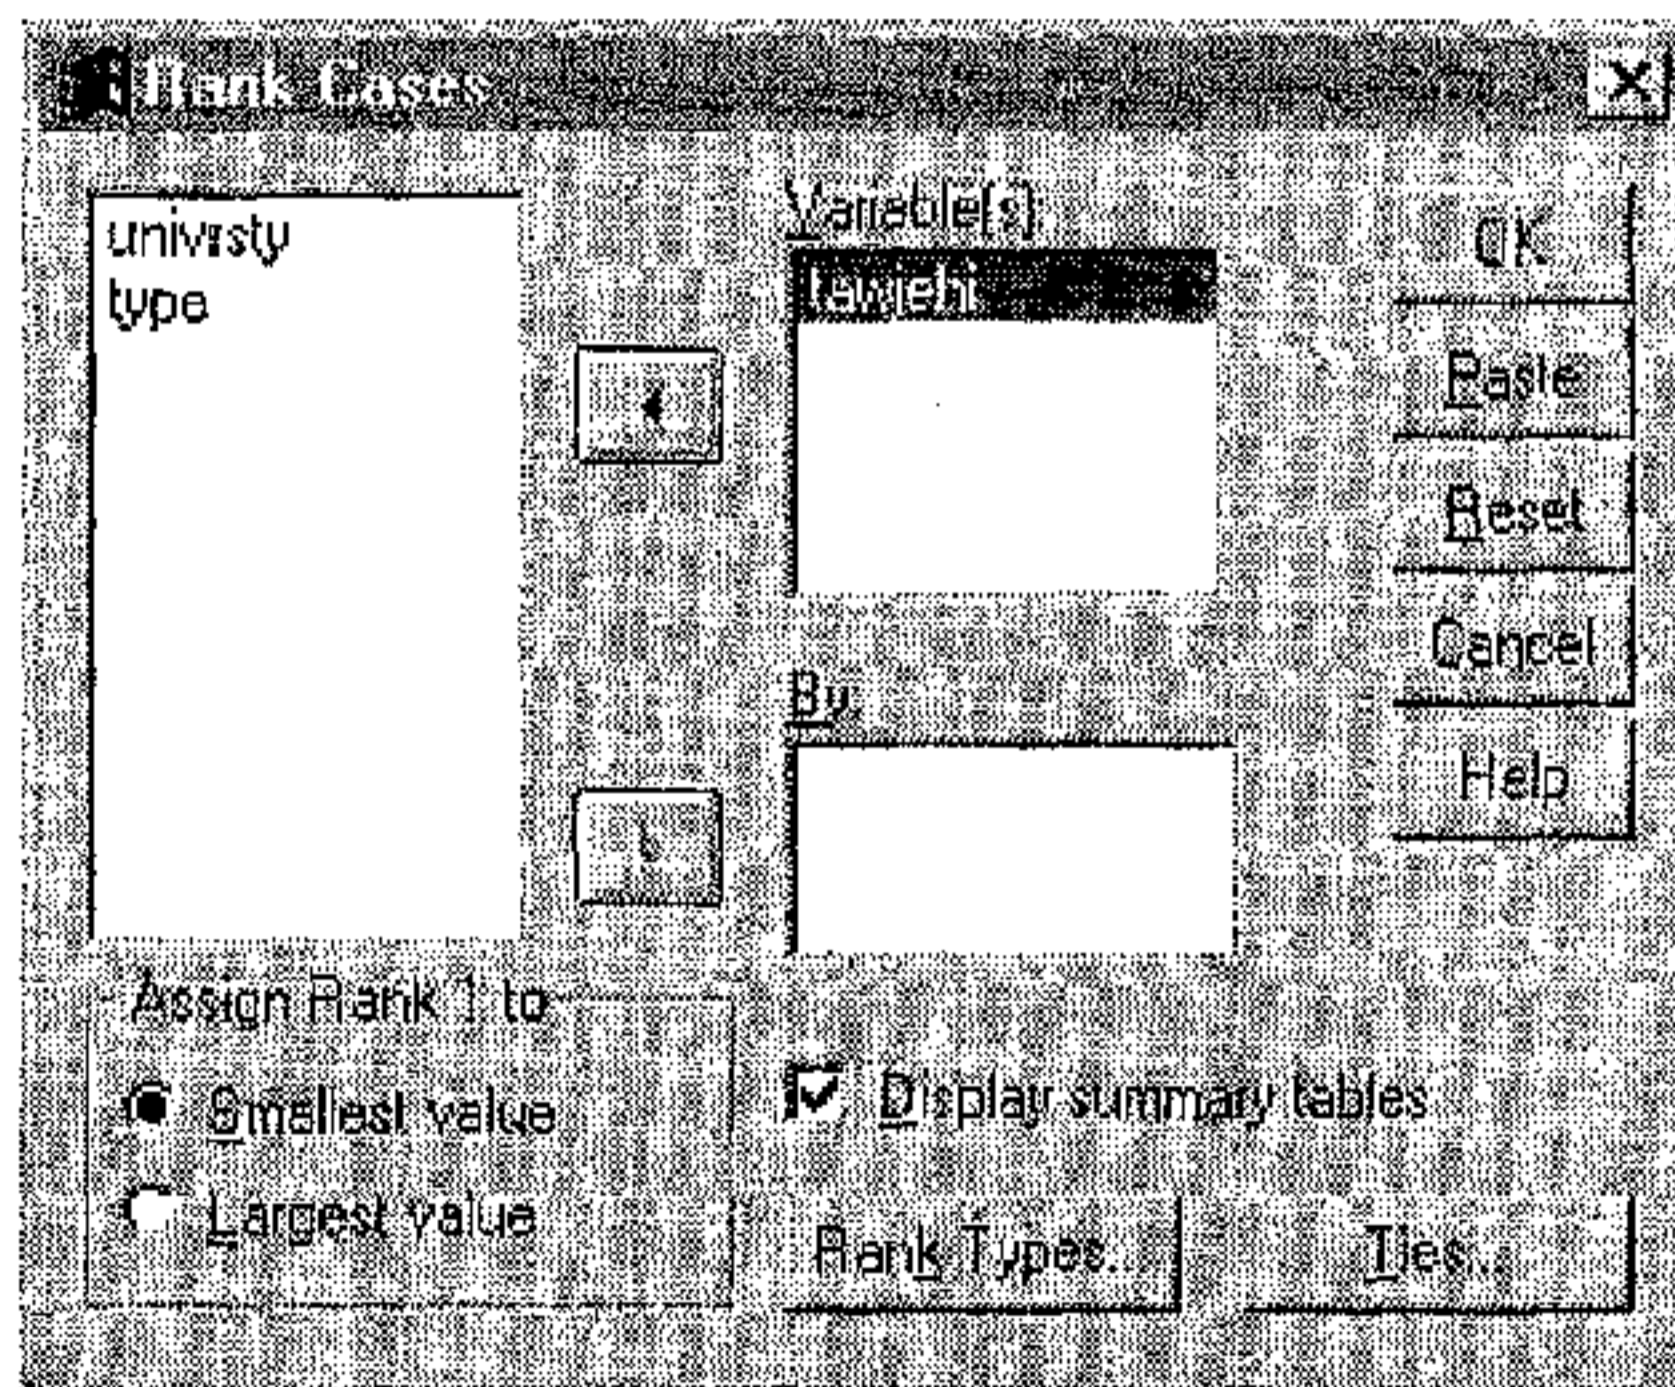 Rank Cases
univrsty
type
Variable(s):
tawjehi
By:
OK
Paste
Reset
Cancel
Help
Assign Rank 1 to
Smallest value
Largest value
Display summary tables
Rank Types...
Ties...